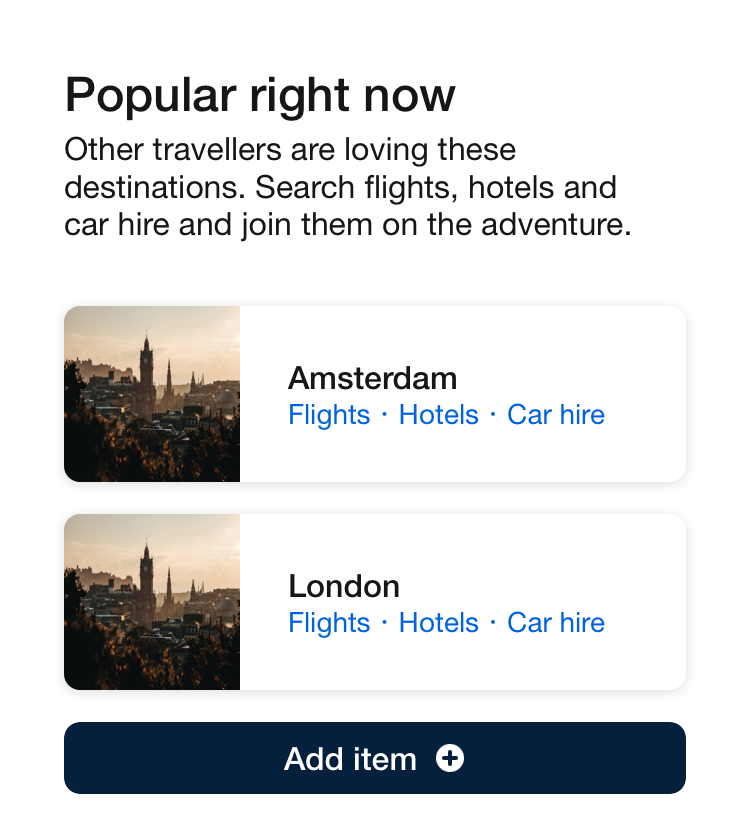 Popular right now
Other travellers are loving these
destinations. Search flights, hotels and
car hire and join them on the adventure.
Amsterdam
Flights · Hotels · Car hire
London
Flights · Hotels · Car hire
Add item